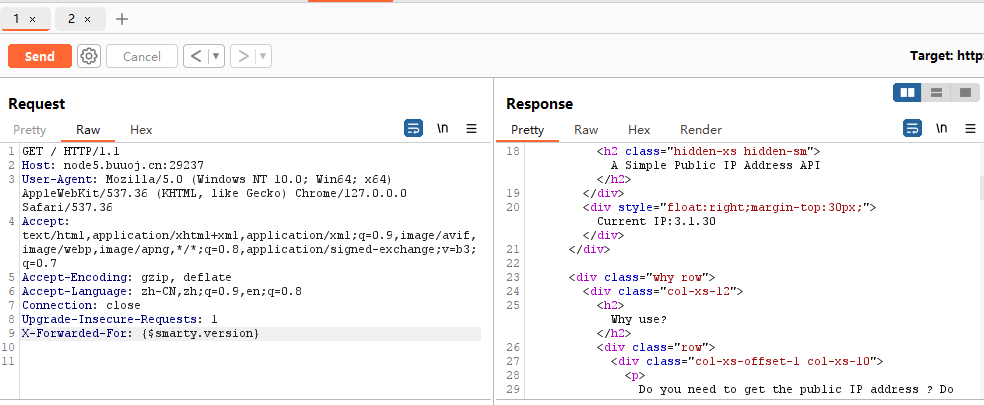 1 × 2 × +
Send Cancel < ▾ > ▾ Target: http:
Request
Pretty Raw Hex \n ≡
1 GET / HTTP/1.1
2 Host: node5.buuoj.cn:29237
3 User-Agent: Mozilla/5.0 (Windows NT 10.0; Win64; x64)
AppleWebKit/537.36 (KHTML, like Gecko) Chrome/127.0.0.0
Safari/537.36
4 Accept:
text/html,application/xhtml+xml,application/xml;q=0.9,image/avif,
image/webp,image/apng,*/*;q=0.8,application/signed-exchange;v=b3;
q=0.7
5 Accept-Encoding: gzip, deflate
6 Accept-Language: zh-CN,zh;q=0.9,en;q=0.8
7 Connection: close
8 Upgrade-Insecure-Requests: 1
9 X-Forwarded-For: {$smarty.version}
10
11
Response
Pretty Raw Hex Render \n ≡
18 <h2 class="hidden-xs hidden-sm">
A Simple Public IP Address API
</h2>
19 </div>
20 <div style="float:right;margin-top:30px;">
Current IP:3.1.30
</div>
21 </div>
22
23 <div class="why row">
24 <div class="col-xs-12">
25 <h2>
Why use?
</h2>
26 <div class="row">
27 <div class="col-xs-offset-1 col-xs-10">
28 <p>
29 Do you need to get the public IP address ? Do